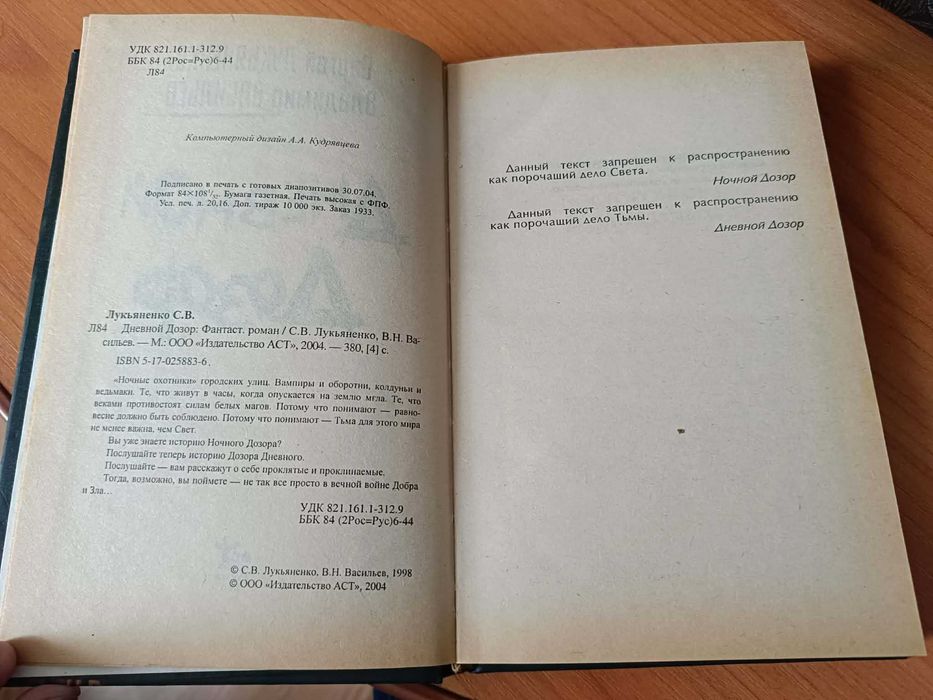 УДК 821.161.1-312.9
ББК 84 (2Рос=Рус)6-44
Л84
Компьютерный дизайн А.А. Кудрявцева
Подписано в печать с готовых диапозитивов 30.07.04.
Формат 84×108¹/₃₂. Бумага газетная. Печать высокая с ФПФ.
Усл. печ. л. 20,16. Доп. тираж 10 000 экз. Заказ 1933.
Лукьяненко С.В.
Л84 Дневной Дозор: Фантаст. роман / С.В. Лукьяненко, В.Н. Ва-
сильев. — М.: ООО «Издательство АСТ», 2004. — 380, [4] с.
ISBN 5-17-025883-6.
«Ночные охотники» городских улиц. Вампиры и оборотни, колдуньи и
ведьмаки. Те, что живут в часы, когда опускается на землю мгла. Те, что
веками противостоят силам белых магов. Потому что понимают — равно-
весие должно быть соблюдено. Потому что понимают — Тьма для этого мира
не менее важна, чем Свет.
Вы уже знаете историю Ночного Дозора?
Послушайте теперь историю Дозора Дневного.
Послушайте — вам расскажут о себе проклятые и проклинаемые.
Тогда, возможно, вы поймете — не так все просто в вечной войне Добра
и Зла...
УДК 821.161.1-312.9
ББК 84 (2Рос=Рус)6-44
© С.В. Лукьяненко, В.Н. Васильев, 1998
© ООО «Издательство АСТ», 2004
Данный текст запрещен к распространению
как порочащий дело Света.
Ночной Дозор
Данный текст запрещен к распространению
как порочащий дело Тьмы.
Дневной Дозор